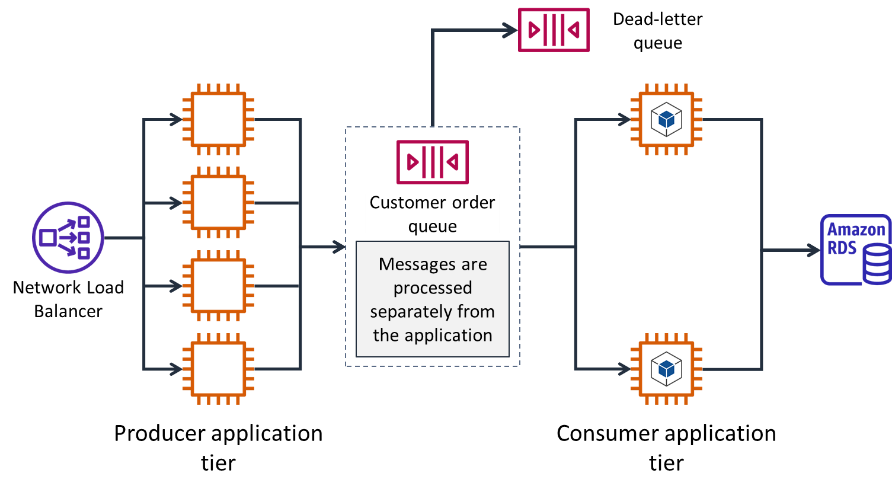 Dead-letter
queue
Customer order
queue
Messages are
processed
separately from
the application
Network Load
Balancer
Amazon
RDS
Producer application
tier
Consumer application
tier